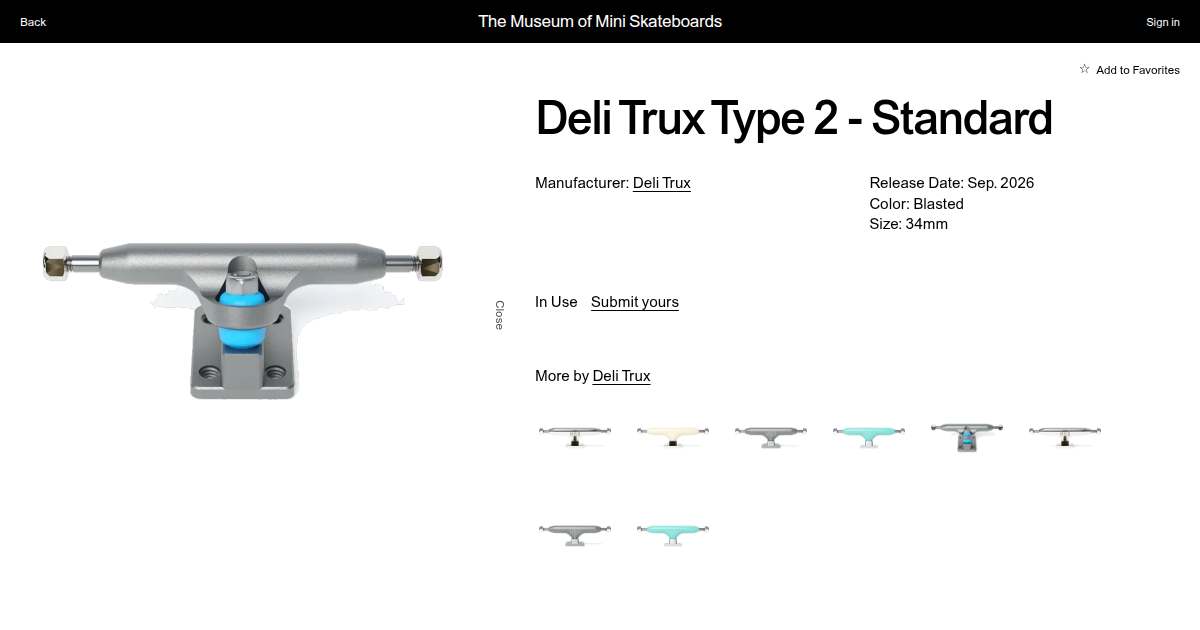 Back
The Museum of Mini Skateboards
Sign in
☆ Add to Favorites
Deli Trux Type 2 - Standard
Manufacturer: Deli Trux
Release Date: Sep. 2026
Color: Blasted
Size: 34mm
Close
In Use Submit yours
More by Deli Trux